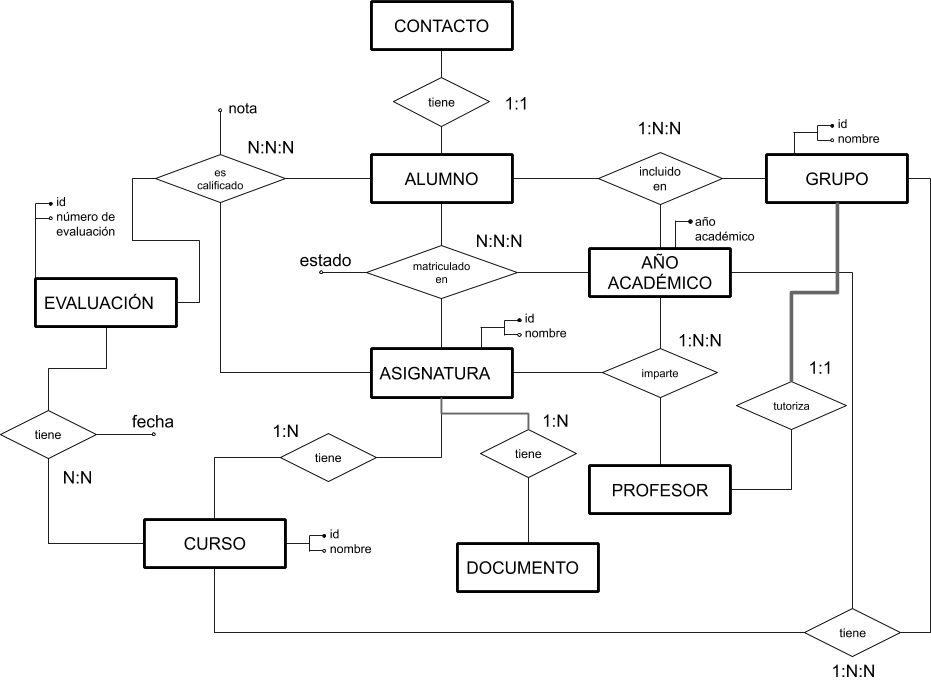 CONTACTO
tiene
1:1
nota
N:N:N
1:N:N
id
nombre
es
calificado
ALUMNO
incluido
en
GRUPO
id
número de
evaluación
año
académico
N:N:N
estado
matriculado
en
AÑO
ACADÉMICO
EVALUACIÓN
id
nombre
1:N:N
ASIGNATURA
imparte
1:1
tutoriza
fecha
tiene
1:N
1:N
tiene
tiene
N:N
PROFESOR
CURSO
id
nombre
DOCUMENTO
tiene
1:N:N